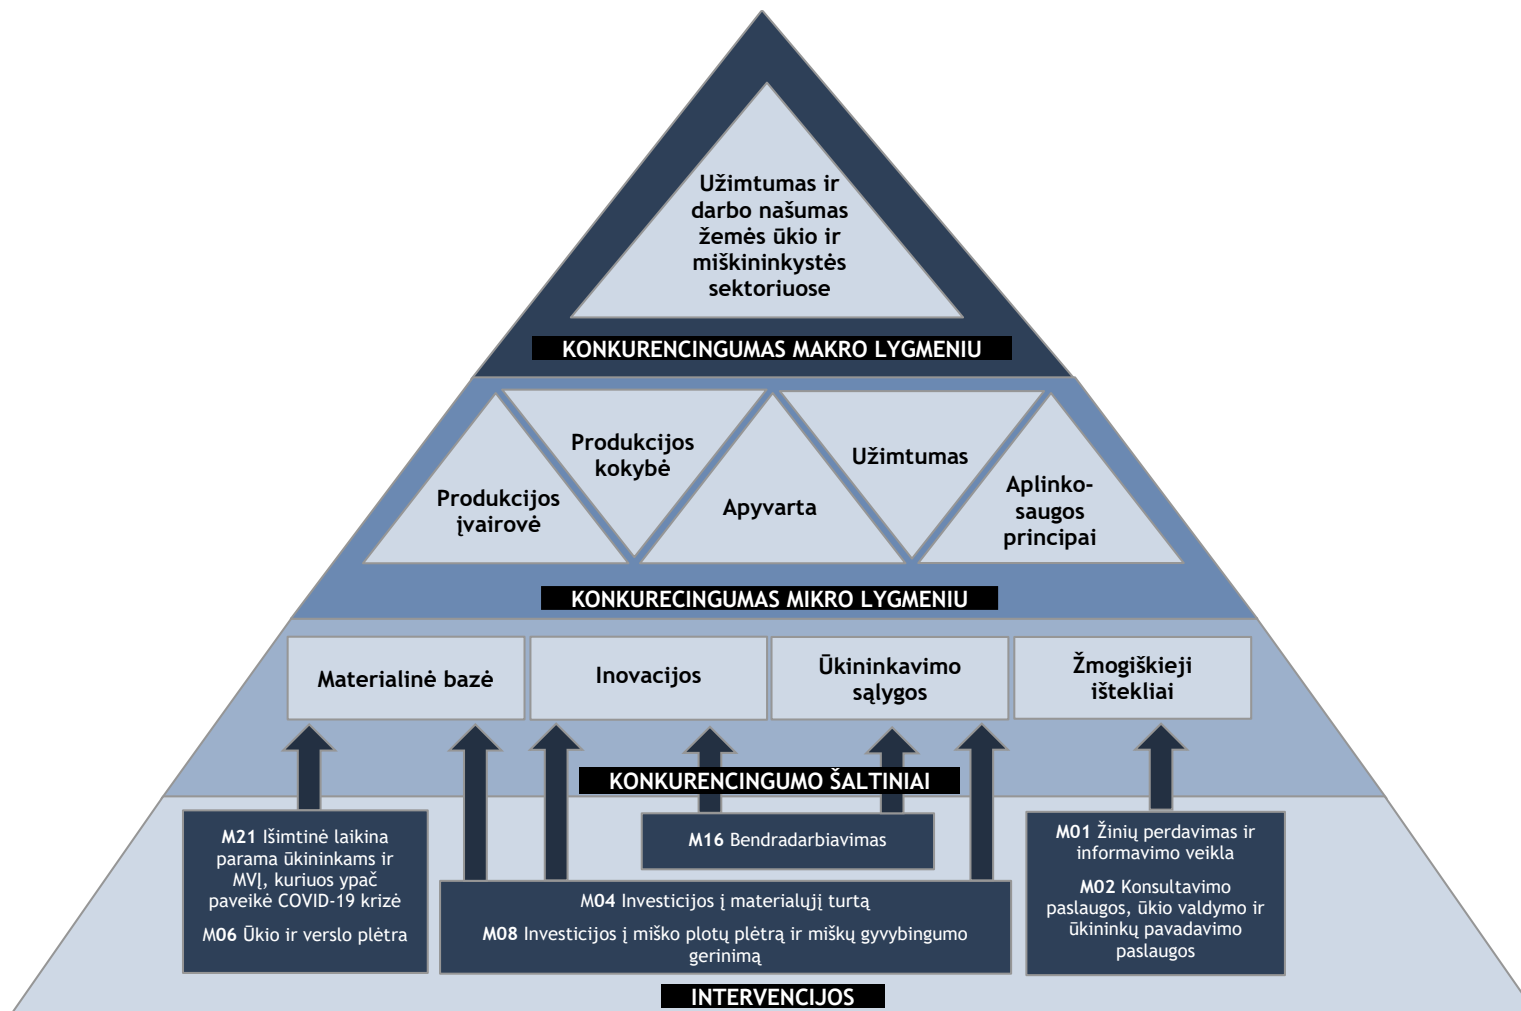 Užimtumas ir
darbo našumas
žemės ūkio ir
miškininkystės
sektoriuose
KONKURENCINGUMAS MAKRO LYGMENIU
Produkcijos
įvairovė
Produkcijos
kokybė
Apyvarta
Užimtumas
Aplinko-
saugos
principai
KONKURECINGUMAS MIKRO LYGMENIU
Materialinė bazė
Inovacijos
Ūkininkavimo
sąlygos
Žmogiškieji
ištekliai
KONKURENCINGUMO ŠALTINIAI
M21 Išimtinė laikina
parama ūkininkams ir
MVĮ, kuriuos ypač
paveikė COVID-19 krizė
M06 Ūkio ir verslo plėtra
M16 Bendradarbiavimas
M04 Investicijos į materialųjį turtą
M08 Investicijos į miško plotų plėtrą ir miškų gyvybingumo
gerinimą
M01 Žinių perdavimas ir
informavimo veikla
M02 Konsultavimo
paslaugos, ūkio valdymo ir
ūkininkų pavadavimo
paslaugos
INTERVENCIJOS